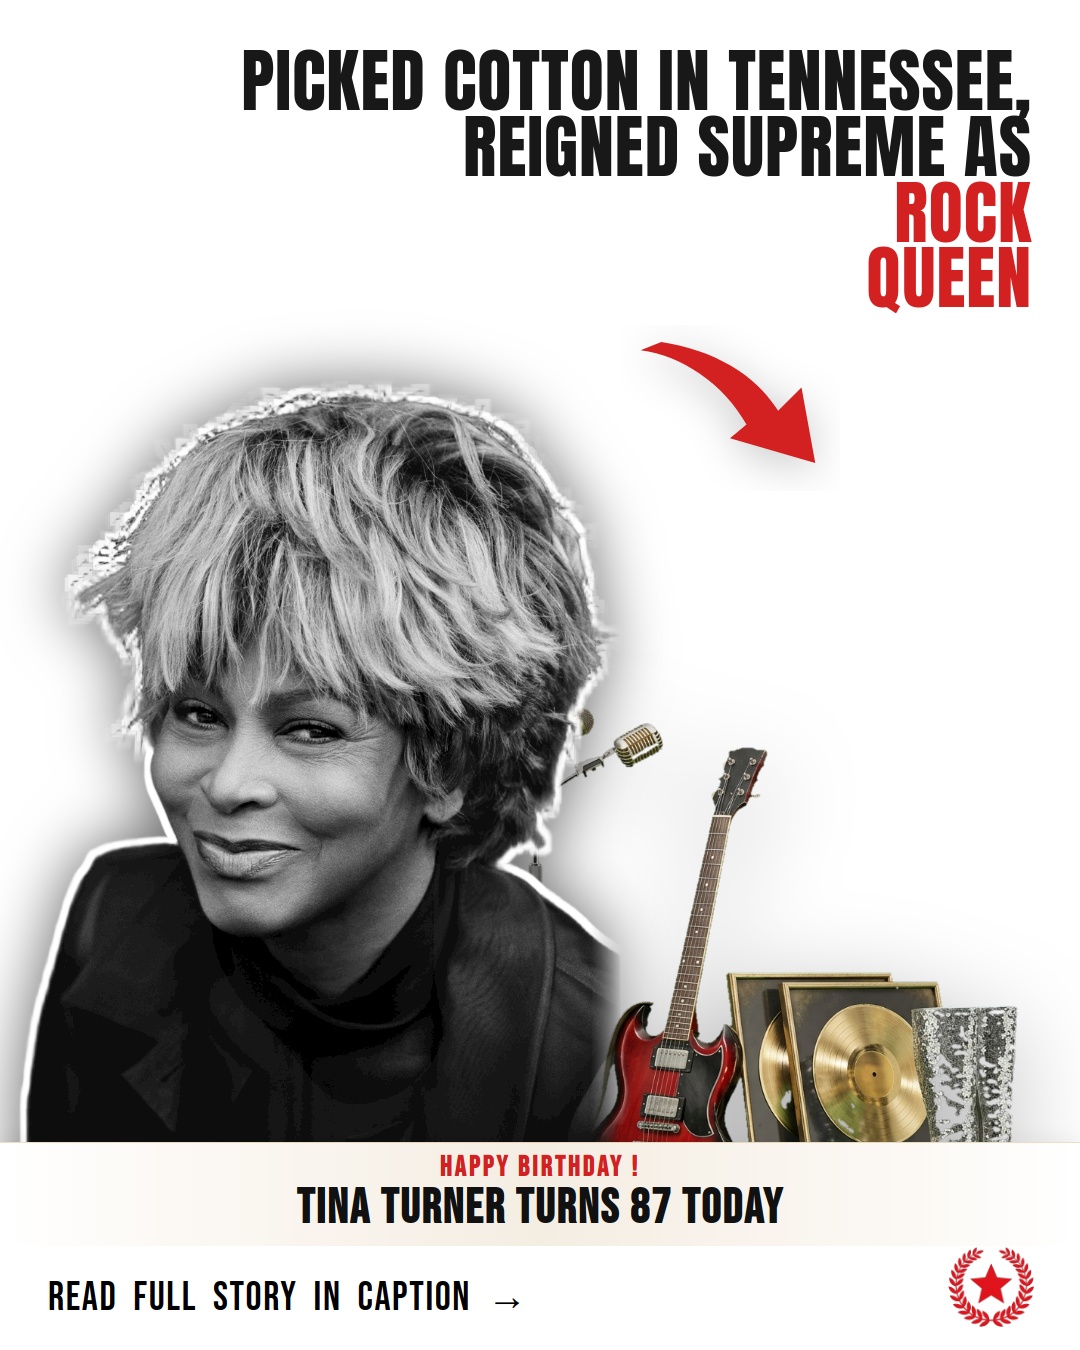 PICKED COTTON IN TENNESSEE,
REIGNED SUPREME AS
ROCK
QUEEN
HAPPY BIRTHDAY !
TINA TURNER TURNS 87 TODAY
READ FULL STORY IN CAPTION →